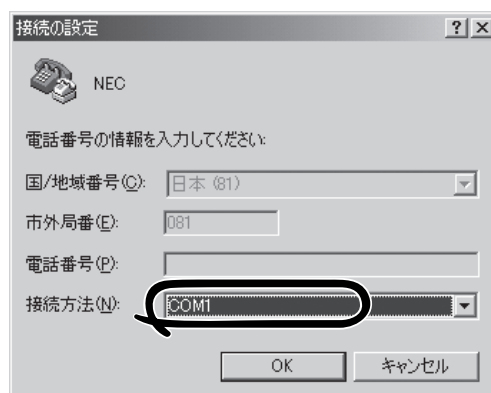 接続の設定
NEC
電話番号の情報を入力してください:
国/地域番号(C): 日本 (81)
市外局番(E): 081
電話番号(P):
接続方法(N): COM1
OK キャンセル